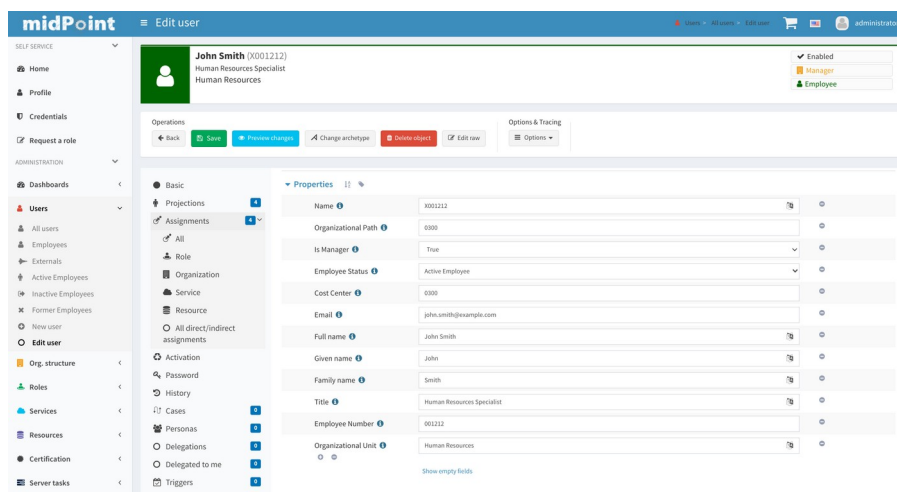 midPoint
Edit user
Users
All users
Edit user
administrator
SELF SERVICE
Home
Profile
Credentials
Request a role
ADMINISTRATION
Dashboards
Users
All users
Employees
Externals
Active Employees
Inactive Employees
Former Employees
New user
Edit user
Org. structure
Roles
Services
Resources
Certification
Server tasks
John Smith (X001212)
Human Resources Specialist
Human Resources
Enabled
Manager
Employee
Operations
Back Save Preview changes Change archetype Delete object Edit raw
Options & Tracing
Options
Basic
Projections 4
Assignments 4
All
Role
Organization
Service
Resource
All direct/indirect
assignments
Activation
Password
History
Cases 0
Personas 0
Delegations 0
Delegated to me 0
Triggers 0
Properties
Name X001212
Organizational Path 0300
Is Manager True
Employee Status Active Employee
Cost Center 0300
Email john.smith@example.com
Full name John Smith
Given name John
Family name Smith
Title Human Resources Specialist
Employee Number 001212
Organizational Unit Human Resources
Show empty fields